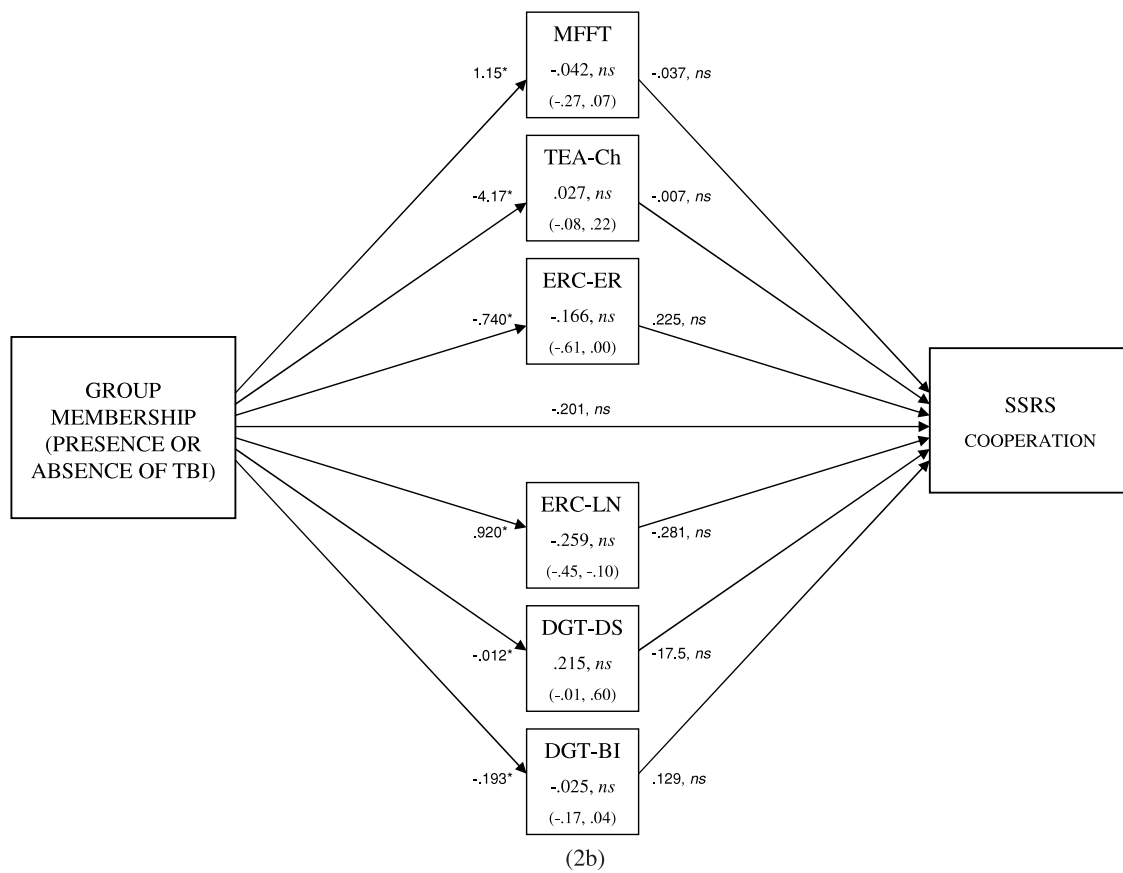 MFFT
1.15*
-.042, ns
-.037, ns
(-.27, .07)
TEA-Ch
-4.17*
.027, ns
-.007, ns
(-.08, .22)
ERC-ER
-.740*
-.166, ns
.225, ns
(-.61, .00)
GROUP
MEMBERSHIP
(PRESENCE OR
ABSENCE OF TBI)
-.201, ns
SSRS
COOPERATION
ERC-LN
.920*
-.259, ns
-.281, ns
(-.45, -.10)
DGT-DS
-.012*
.215, ns
-17.5, ns
(-.01, .60)
DGT-BI
-.193*
-.025, ns
.129, ns
(-.17, .04)
(2b)